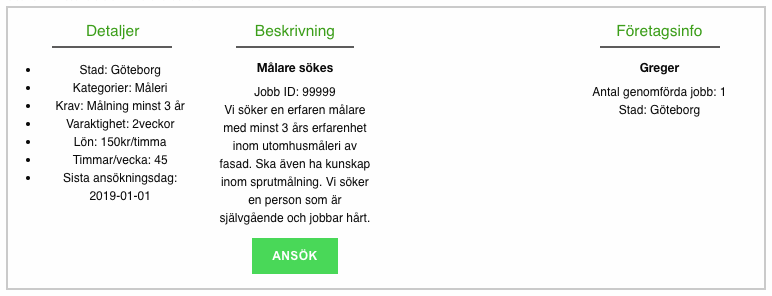 Detaljer
Stad: Göteborg
Kategorier: Måleri
Krav: Målning minst 3 år
Varaktighet: 2veckor
Lön: 150kr/timma
Timmar/vecka: 45
Sista ansökningsdag:
2019-01-01
Beskrivning
Målare sökes
Jobb ID: 99999
Vi söker en erfaren målare
med minst 3 års erfarenhet
inom utomhusmåleri av
fasad. Ska även ha kunskap
inom sprutmålning. Vi söker
en person som är
självgående och jobbar hårt.
ANSÖK
Företagsinfo
Greger
Antal genomförda jobb: 1
Stad: Göteborg